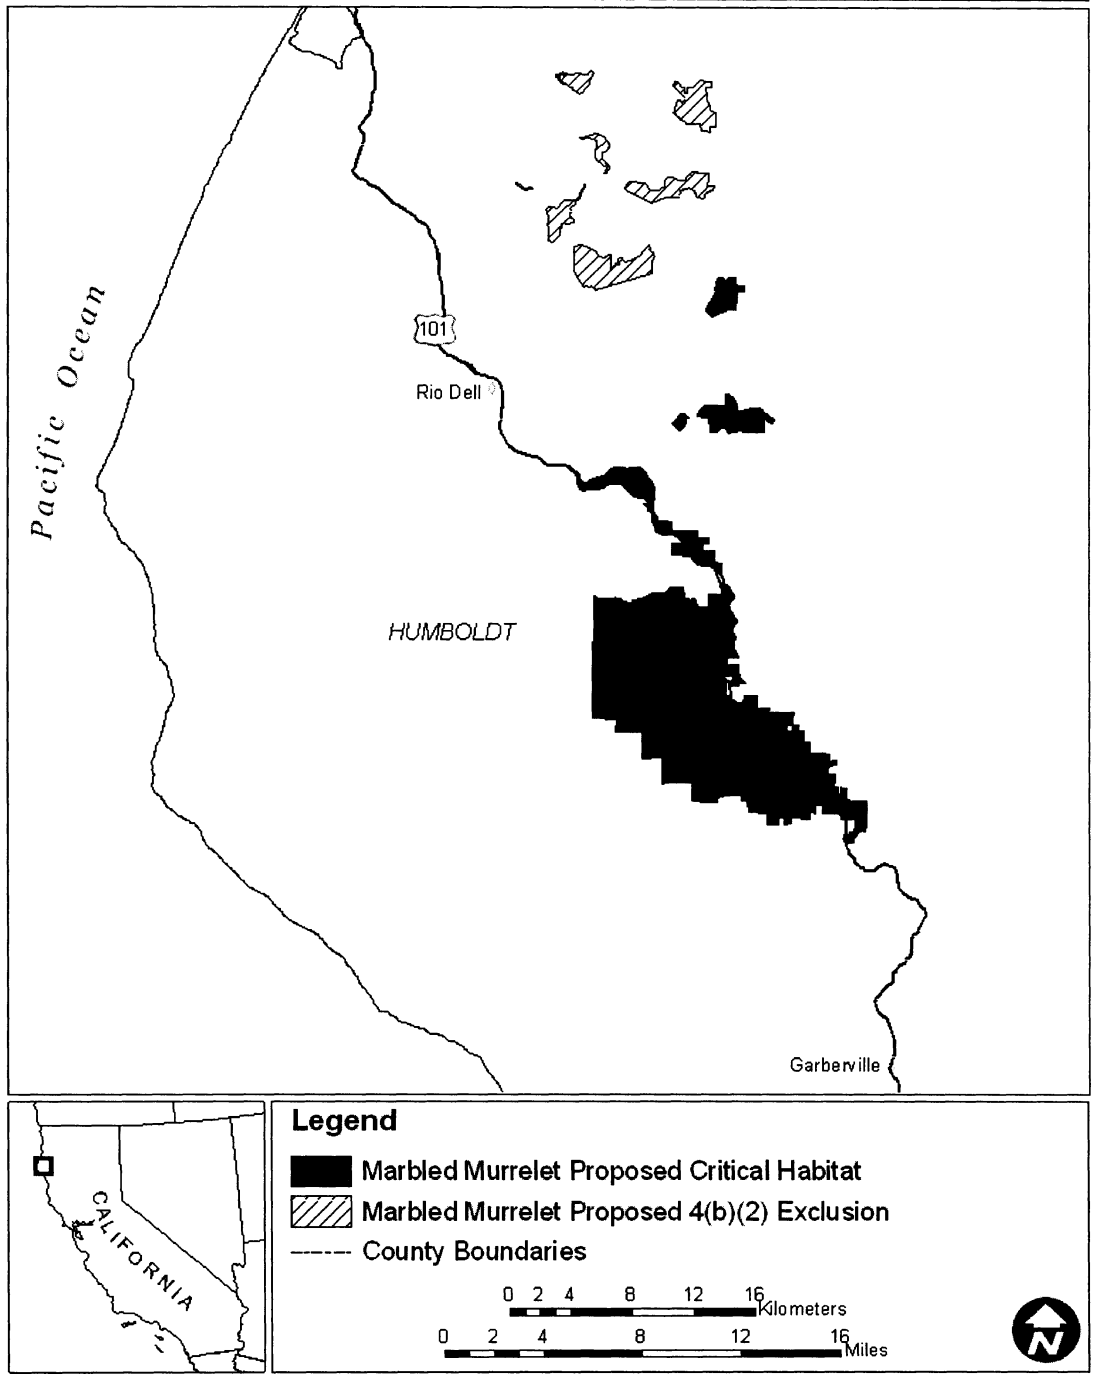 Pacific Ocean
101
Rio Dell
HUMBOLDT
Garberville
CALIFORNIA
Legend
Marbled Murrelet Proposed Critical Habitat
Marbled Murrelet Proposed 4(b)(2) Exclusion
County Boundaries
0 2 4 8 12 16
Kilometers
0 2 4 8 12 16
Miles
N